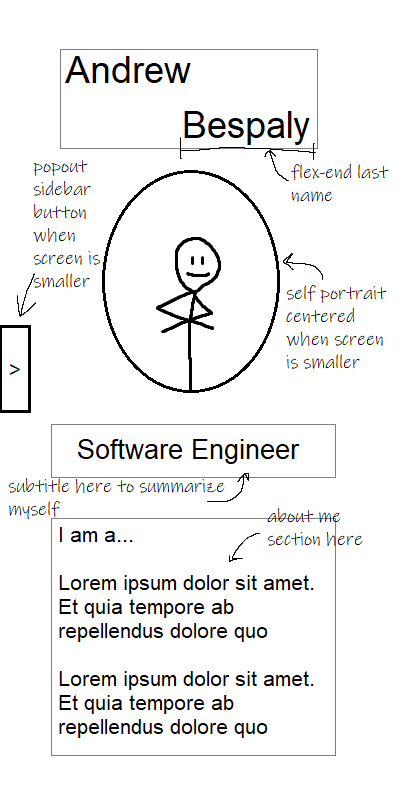 Andrew
Bespaly
popout
sidebar
button
when
screen is
smaller
flex-end last
name
self portrait
centered
when screen
is smaller
>
Software Engineer
subtitle here to summarize
myself
about me
section here
I am a...
Lorem ipsum dolor sit amet.
Et quia tempore ab
repellendus dolore quo
Lorem ipsum dolor sit amet.
Et quia tempore ab
repellendus dolore quo